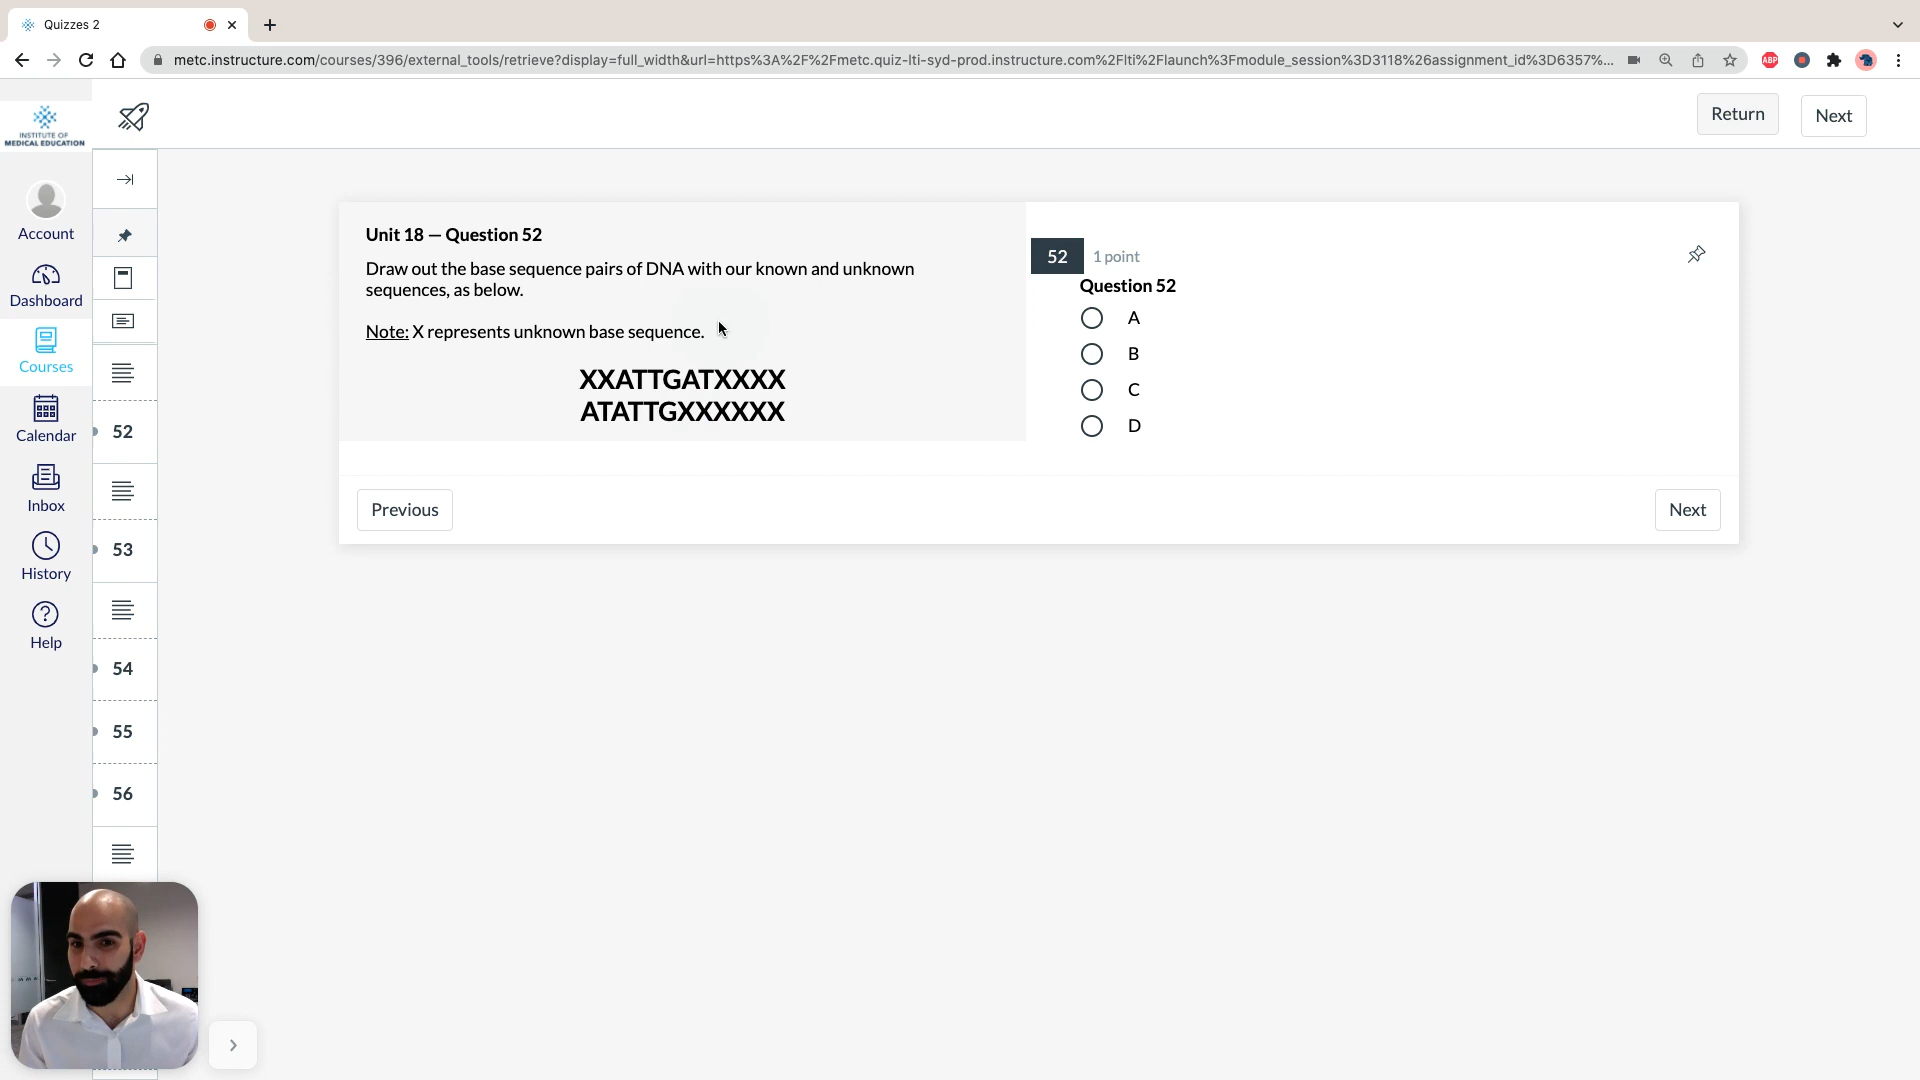 Quizzes 2
metc.instructure.com/courses/396/external_tools/retrieve?display=full_width&url=https%3A%2F%2Fmetc.quiz-lti-syd-prod.instructure.com%2Flti%2Flaunch%3Fmodule_session%3D3118%26assignment_id%3D6357%...
ABP
INSTITUTE OF
MEDICAL EDUCATION
Return
Next
Account
Dashboard
Courses
Calendar
Inbox
History
Help
52
53
54
55
56
Unit 18 — Question 52
Draw out the base sequence pairs of DNA with our known and unknown
sequences, as below.
Note: X represents unknown base sequence.
XXATTGATXXXX
ATATTGXXXXXX
52
1 point
Question 52
A
B
C
D
Previous
Next